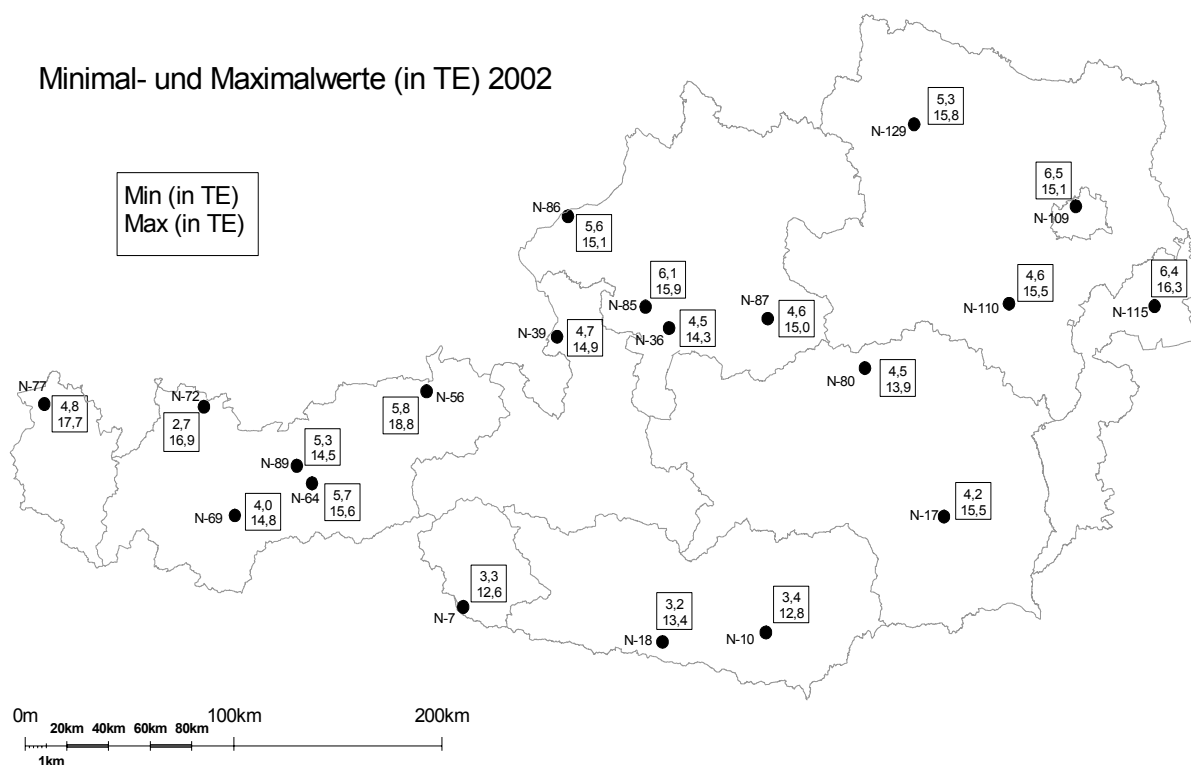 Minimal- und Maximalwerte (in TE) 2002
Min (in TE)
Max (in TE)
N-129
5,3
15,8
N-86
5,6
15,1
6,5
15,1
N-109
6,1
15,9
N-85
N-36
4,5
14,3
N-87
4,6
15,0
4,6
15,5
N-110
6,4
16,3
N-115
N-39
4,7
14,9
N-80
4,5
13,9
N-77
4,8
17,7
N-72
2,7
16,9
N-56
5,8
18,8
5,3
14,5
N-89
N-64
5,7
15,6
N-69
4,0
14,8
N-17
4,2
15,5
3,3
12,6
N-7
3,2
13,4
N-18
3,4
12,8
N-10
0m 100km 200km
20km 40km 60km 80km
1km